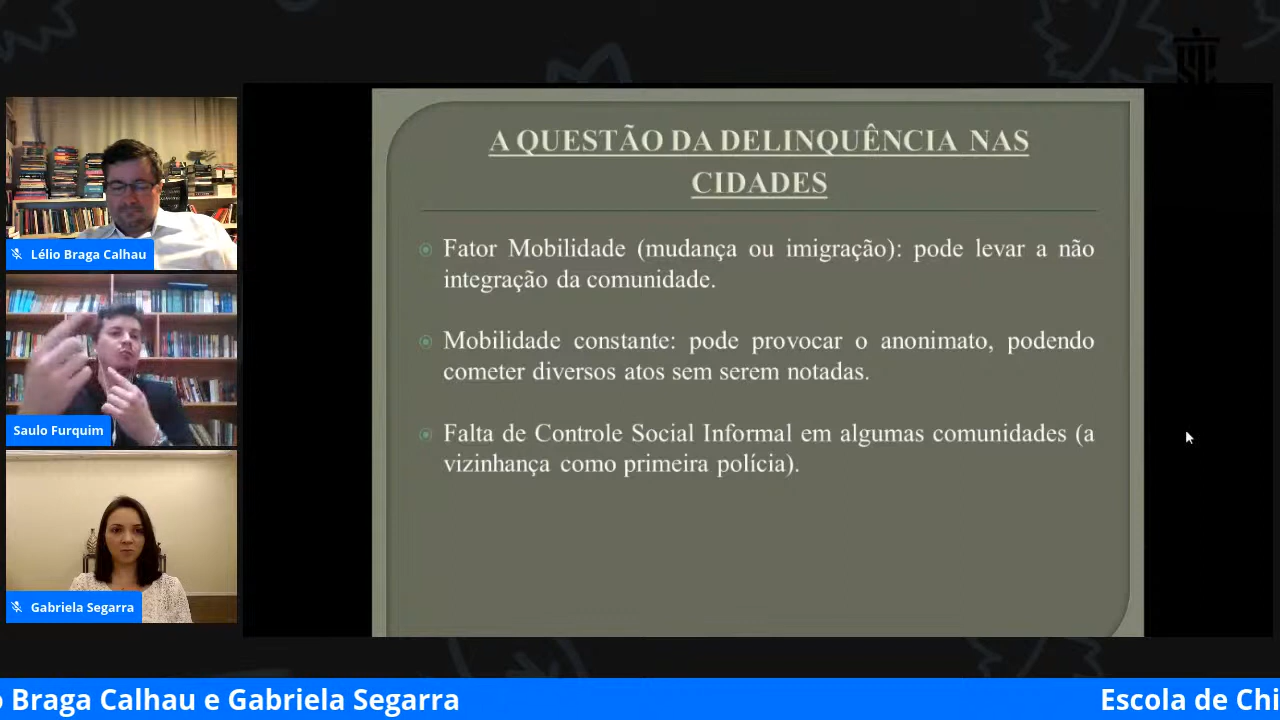 A QUESTÃO DA DELINQUÊNCIA NAS
CIDADES
Fator Mobilidade (mudança ou imigração): pode levar a não
integração da comunidade.
Mobilidade constante: pode provocar o anonimato, podendo
cometer diversos atos sem serem notadas.
Falta de Controle Social Informal em algumas comunidades (a
vizinhança como primeira polícia).
Lélio Braga Calhau
Saulo Furquim
Gabriela Segarra
o Braga Calhau e Gabriela Segarra
Escola de Chi